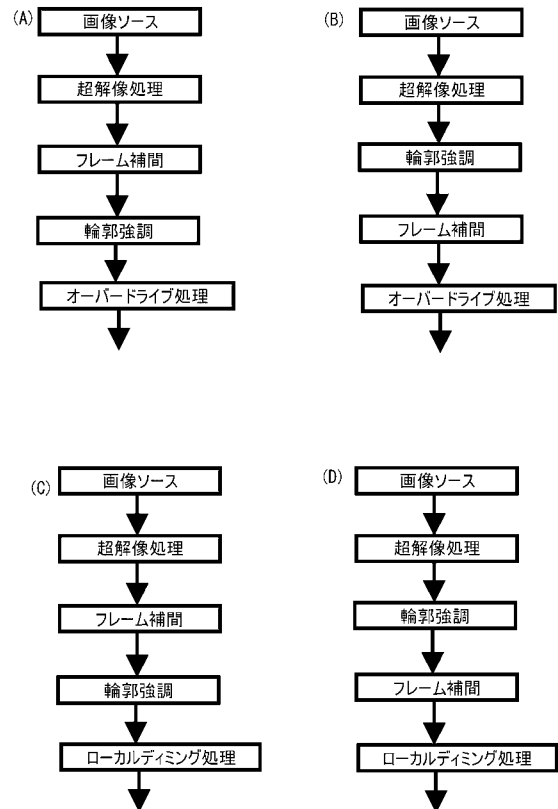 (A)
画像ソース
超解像処理
フレーム補間
輪郭強調
オーバードライブ処理
(B)
画像ソース
超解像処理
輪郭強調
フレーム補間
オーバードライブ処理
(C)
画像ソース
超解像処理
フレーム補間
輪郭強調
ローカルディミング処理
(D)
画像ソース
超解像処理
輪郭強調
フレーム補間
ローカルディミング処理